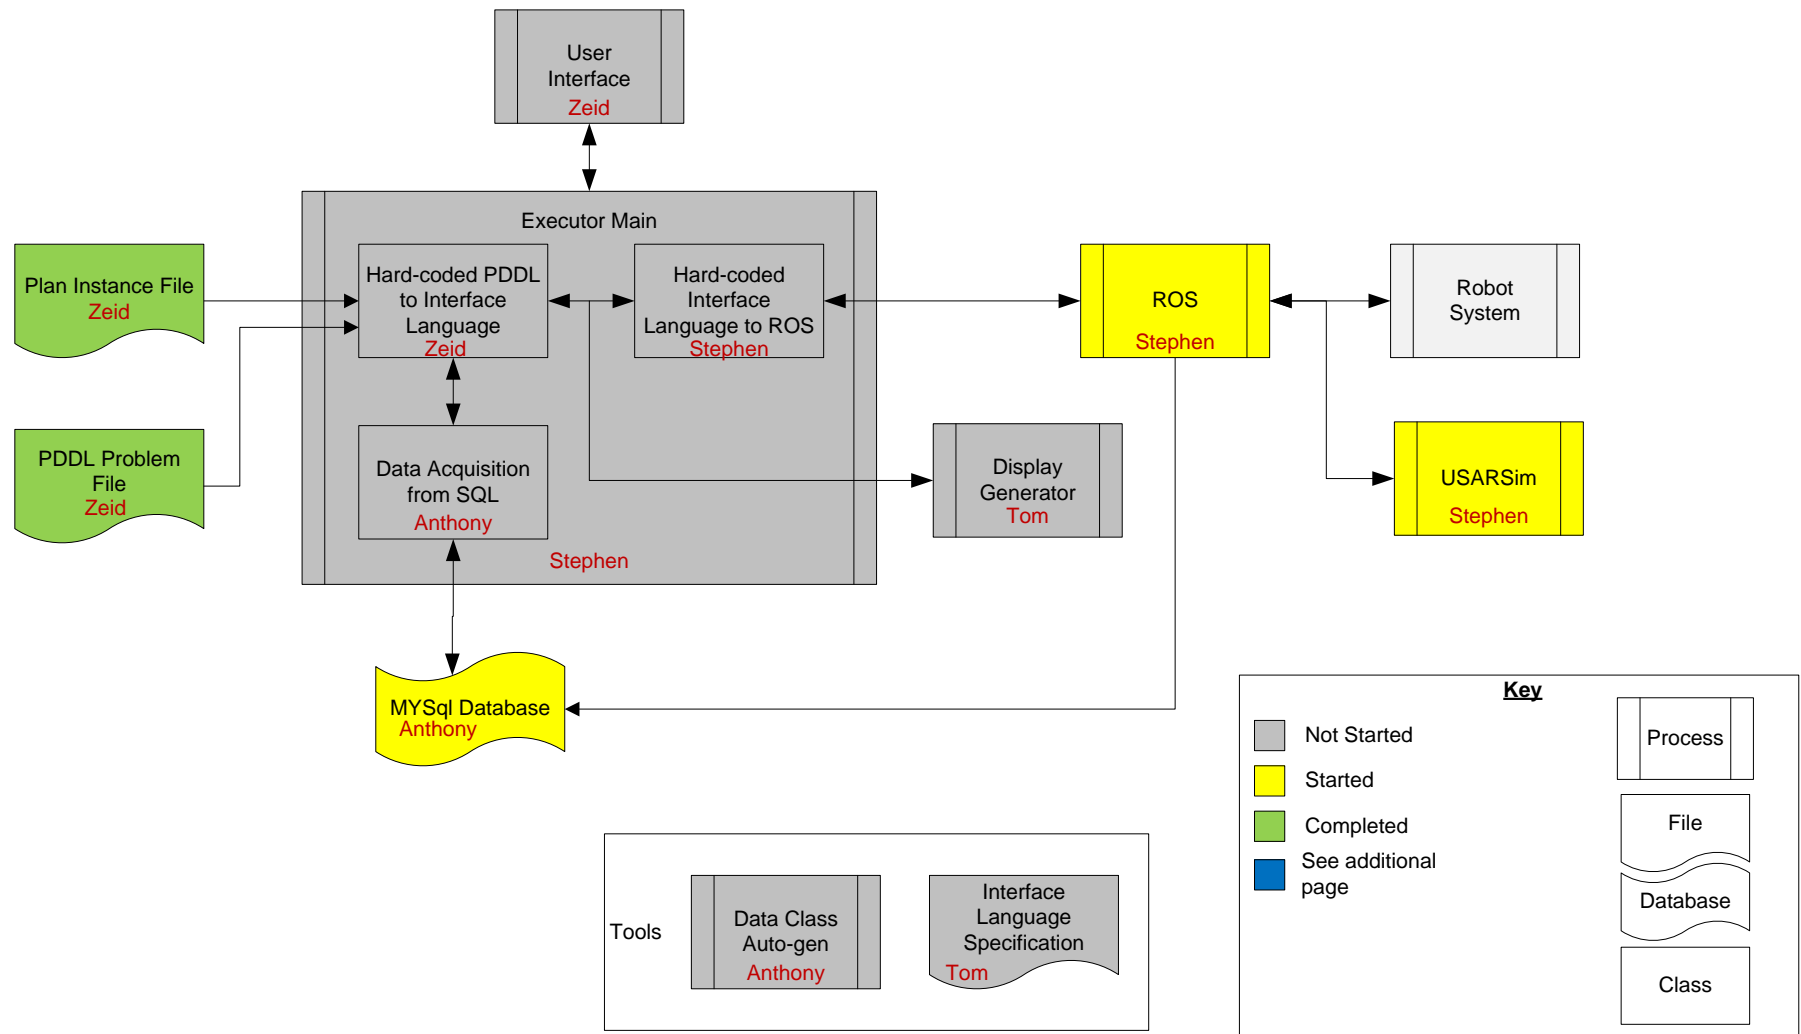 User
Interface
Zeid
Executor Main
Plan Instance File
Zeid
Hard-coded PDDL
to Interface
Language
Zeid
Hard-coded
Interface
Language to ROS
Stephen
ROS
Stephen
Robot
System
PDDL Problem
File
Zeid
Data Acquisition
from SQL
Anthony
Stephen
Display
Generator
Tom
USARSim
Stephen
MYSql Database
Anthony
Key
Not Started
Started
Completed
See additional
page
Process
File
Database
Class
Tools
Data Class
Auto-gen
Anthony
Interface
Language
Specification
Tom